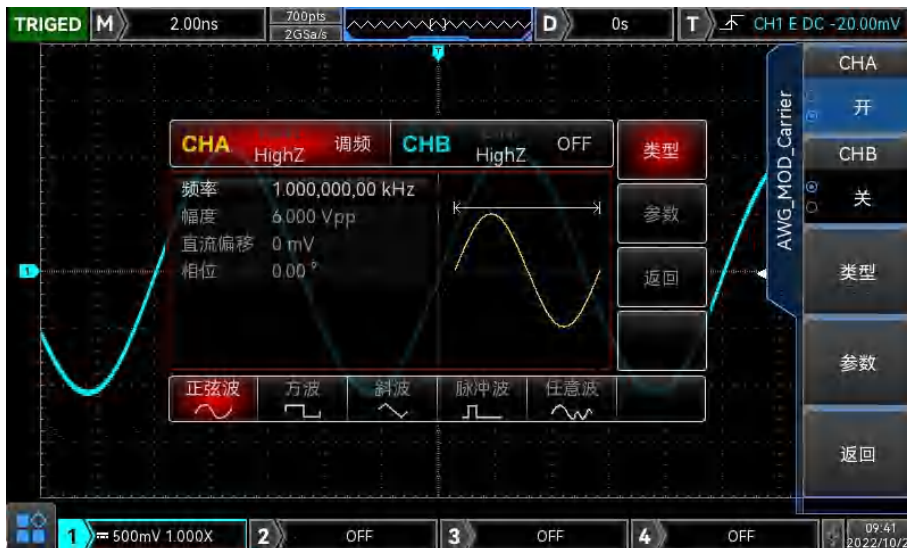 TRIGED M 2.00ns 700pts 2GSa/s D 0s T CH1 E DC -20.00mV
CHA
开
CHB
关
类型
参数
返回
AWG_MOD_Carrier
CHA HighZ 调频 CHB HighZ OFF
类型
参数
返回
频率 1.000,000,00 kHz
幅度 6.000 Vpp
直流偏移 0 mV
相位 0.00 °
正弦波 方波 斜波 脉冲波 任意波
T
1
1 500mV 1.000X 2 OFF 3 OFF 4 OFF
09:41